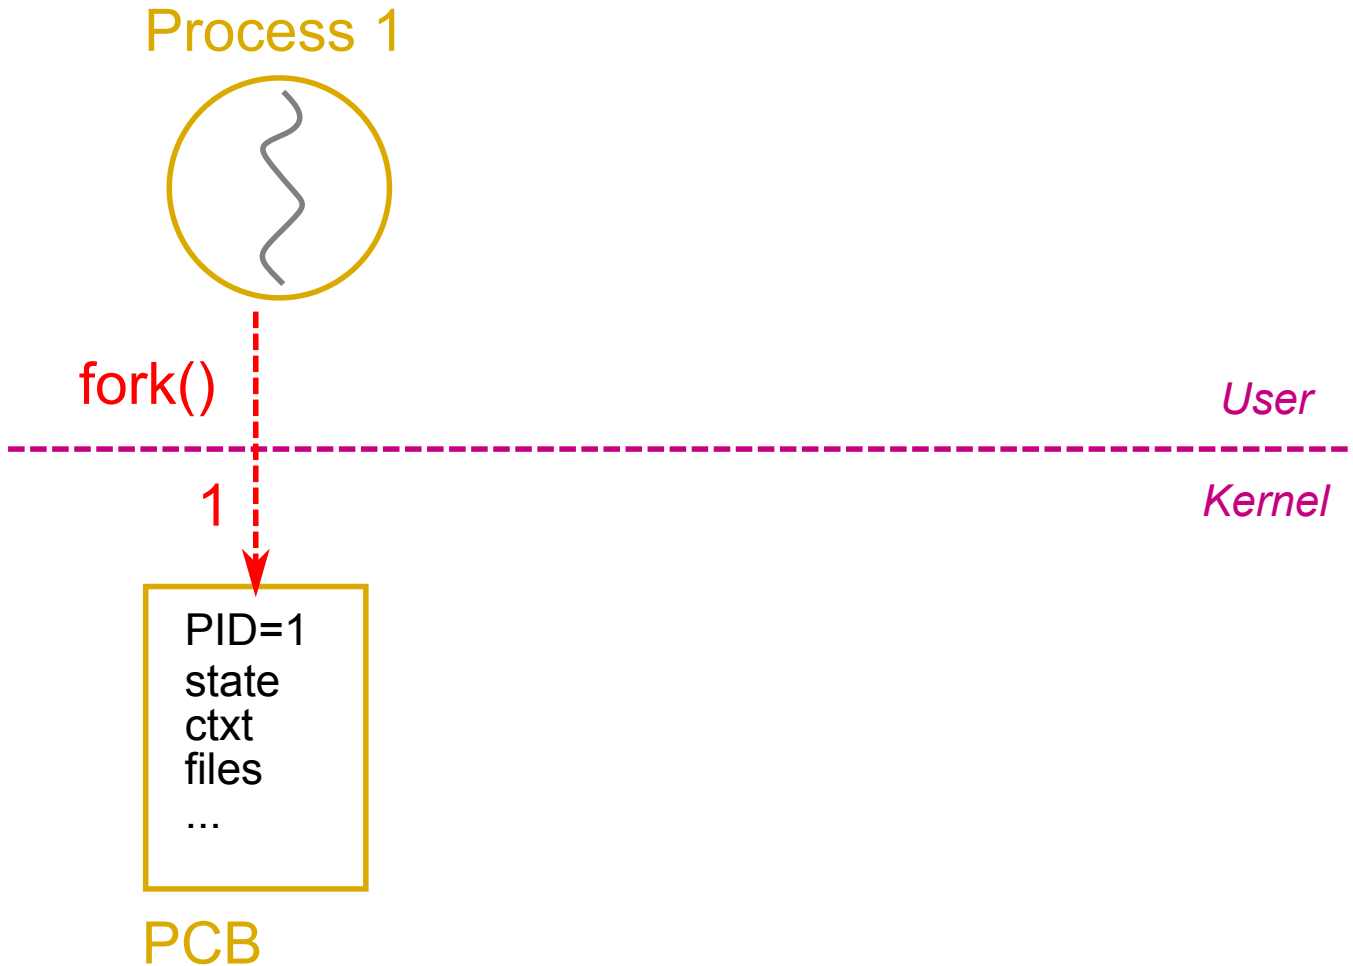 Process 1
fork()
User
1
Kernel
PID=1
state
ctxt
files
...
PCB